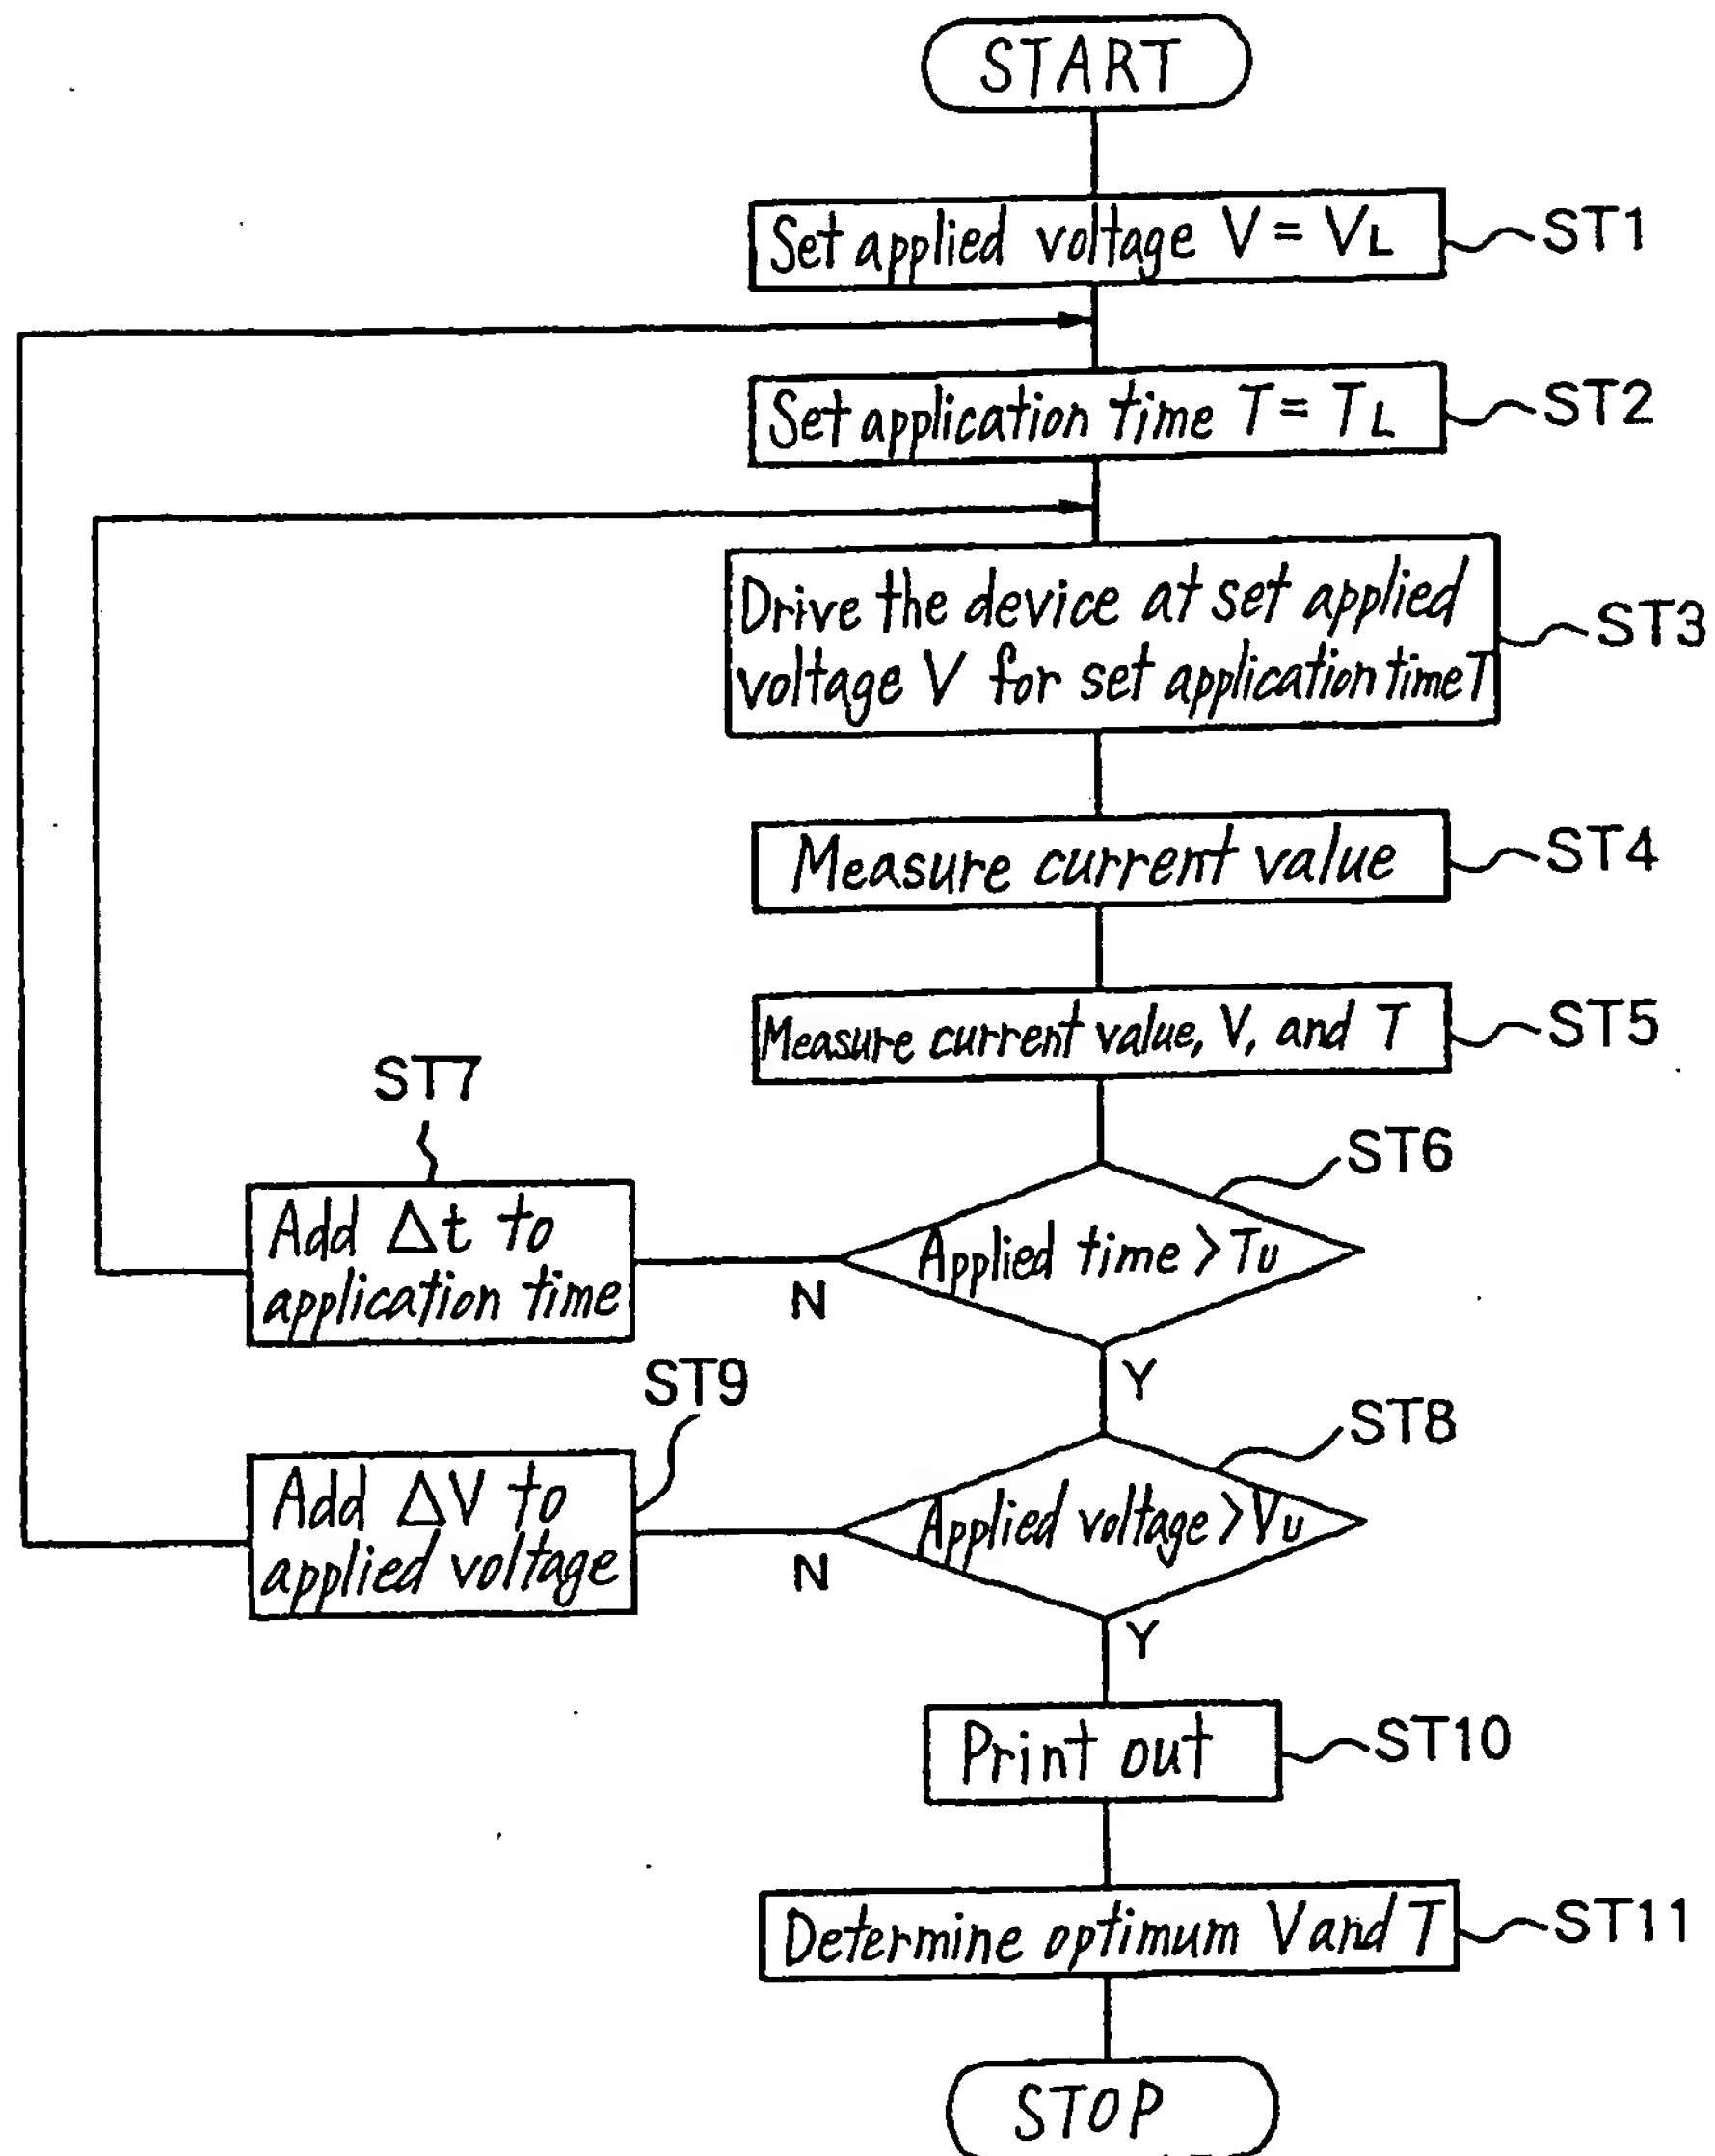 START
Set applied voltage V = VL
ST1
Set application time T = TL
ST2
Drive the device at set applied
voltage V for set application time T
ST3
Measure current value
ST4
Measure current value, V, and T
ST5
ST7
ST6
Add Δt to
application time
N
Applied time > TU
Y
ST9
ST8
Add ΔV to
applied voltage
N
Applied voltage > VU
Y
Print out
ST10
Determine optimum V and T
ST11
STOP